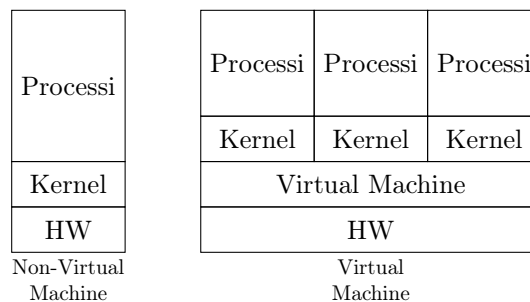 Processi
Kernel
HW
Non-Virtual
Machine
Processi Processi Processi
Kernel Kernel Kernel
Virtual Machine
HW
Virtual
Machine